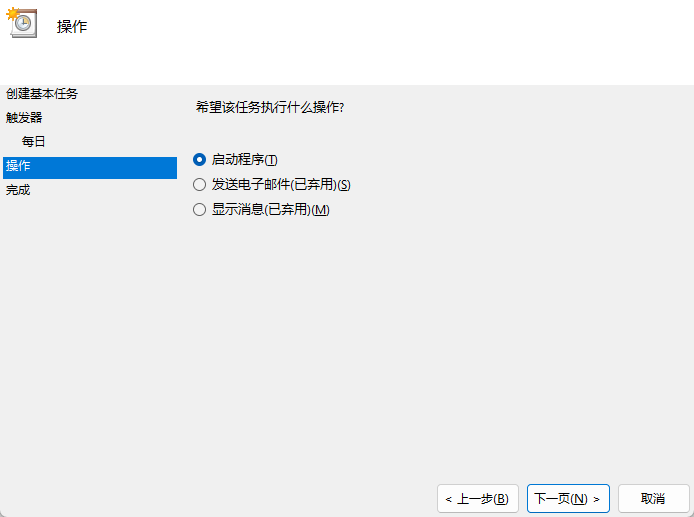 操作
创建基本任务
触发器
每日
操作
完成
希望该任务执行什么操作?
启动程序(T)
发送电子邮件(已弃用)(S)
显示消息(已弃用)(M)
< 上一步(B)
下一页(N) >
取消